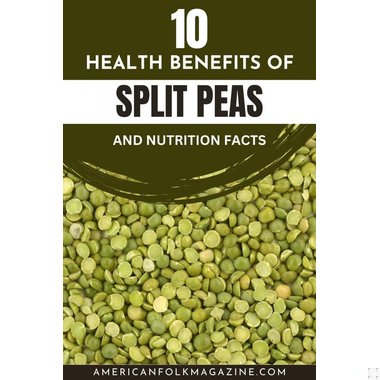 10
HEALTH BENEFITS OF
SPLIT PEAS
AND NUTRITION FACTS
AMERICANFOLKMAGAZINE.COM